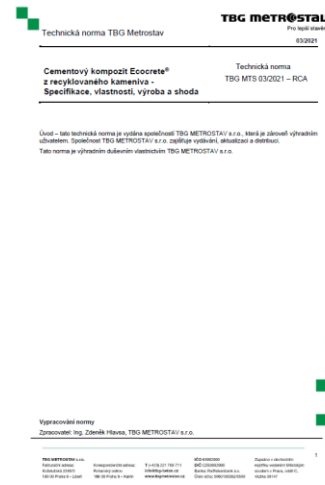 TBG METROSTAV
Pro lepší stavění
Technická norma TBG Metrostav
03/2021
Cementový kompozit Ecocrete®
z recyklovaného kameniva -
Specifikace, vlastnosti, výroba a shoda
Technická norma
TBG MTS 03/2021 – RCA
Úvod – tato technická norma je vydána společností TBG METROSTAV s.r.o., která je zároveň výhradním
uživatelem. Společnost TBG METROSTAV s.r.o. zajišťuje vydávání, aktualizaci a distribuci.
Tato norma je výhradním duševním vlastnictvím TBG METROSTAV s.r.o.
Vypracování normy
Zpracovatel: Ing. Zdeněk Hlavsa, TBG METROSTAV s.r.o.
1
TBG METROSTAV s.r.o.